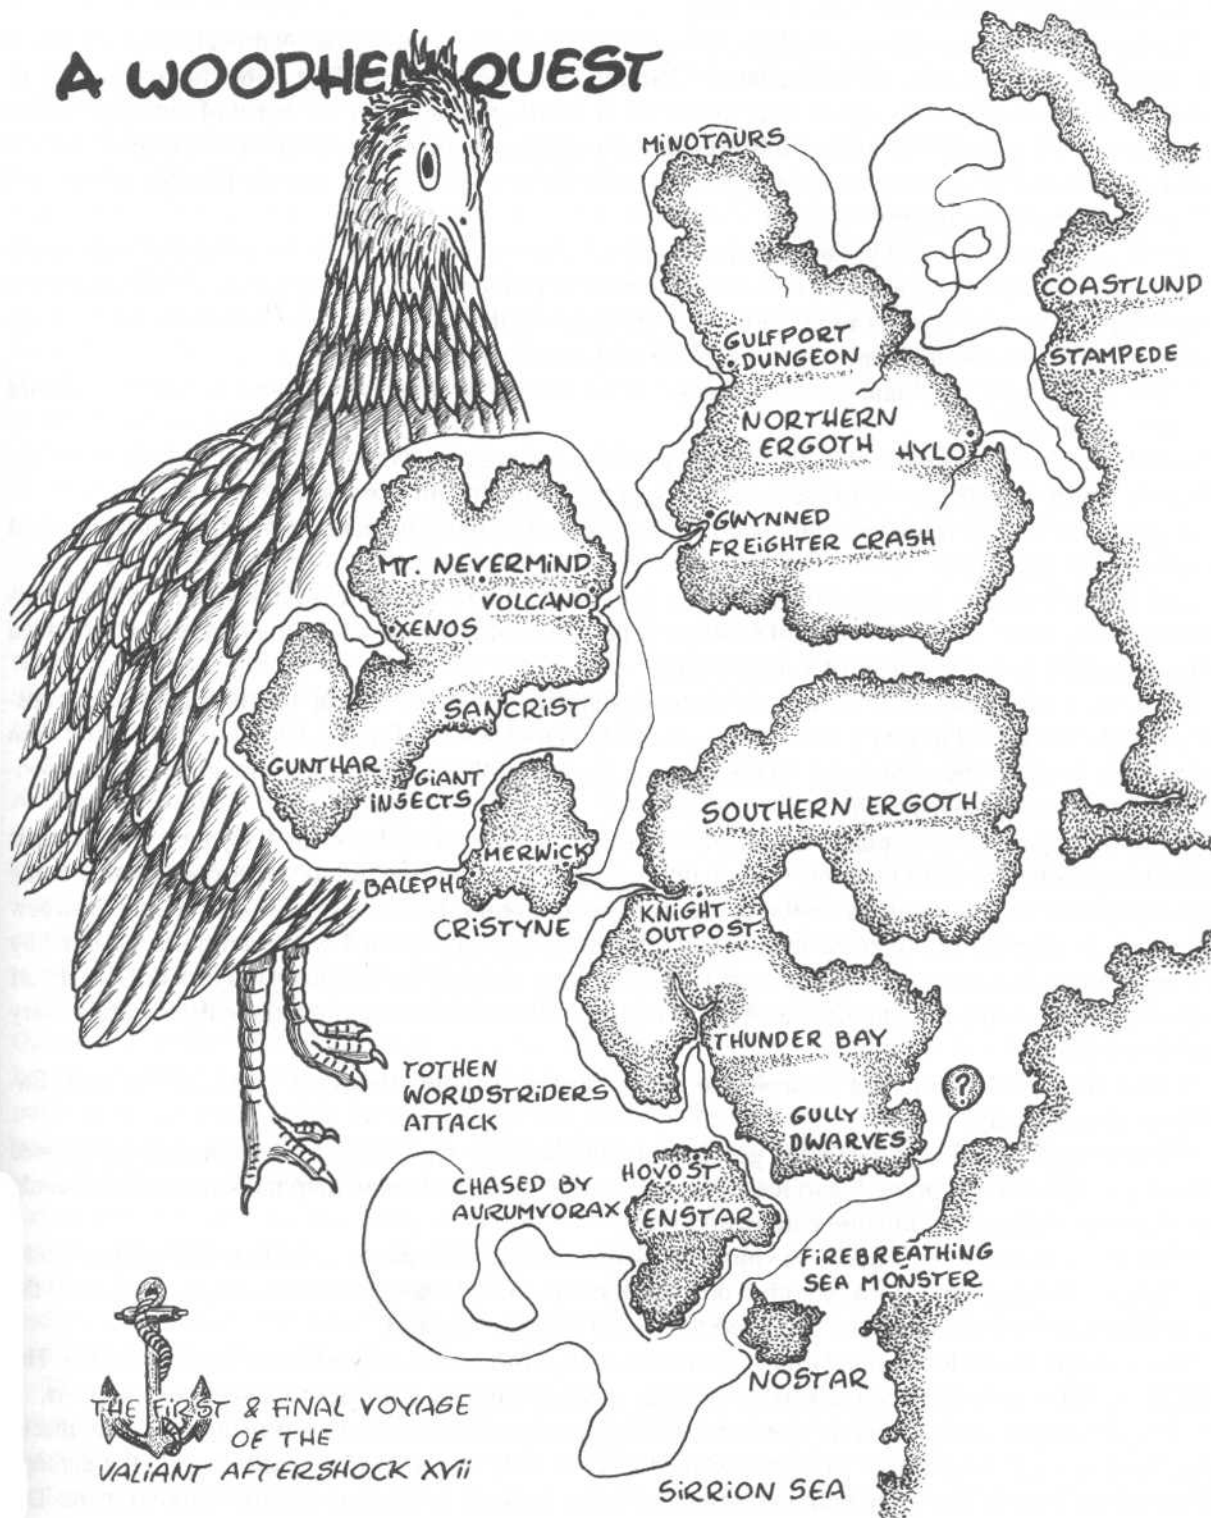 A WOODHEN QUEST
MINOTAURS
COASTLUND
GULFPORT
DUNGEON
STAMPEDE
NORTHERN
ERGOTH
HYLO
GWYNNED
FREIGHTER CRASH
MT. NEVERMIND
VOLCANO
XENOS
SANCRIST
GUNTHAR
GIANT
INSECTS
SOUTHERN ERGOTH
MERWICK
BALEPH
CRISTYNE
KNIGHT
OUTPOST
THUNDER BAY
TOTHEN
WORLDSTRIDERS
ATTACK
?
GULLY
DWARVES
HOVOST
CHASED BY
AURUMVORAX
ENSTAR
FIREBREATHING
SEA MONSTER
NOSTAR
THE FIRST & FINAL VOYAGE
OF THE
VALIANT AFTERSHOCK XVII
SIRRION SEA